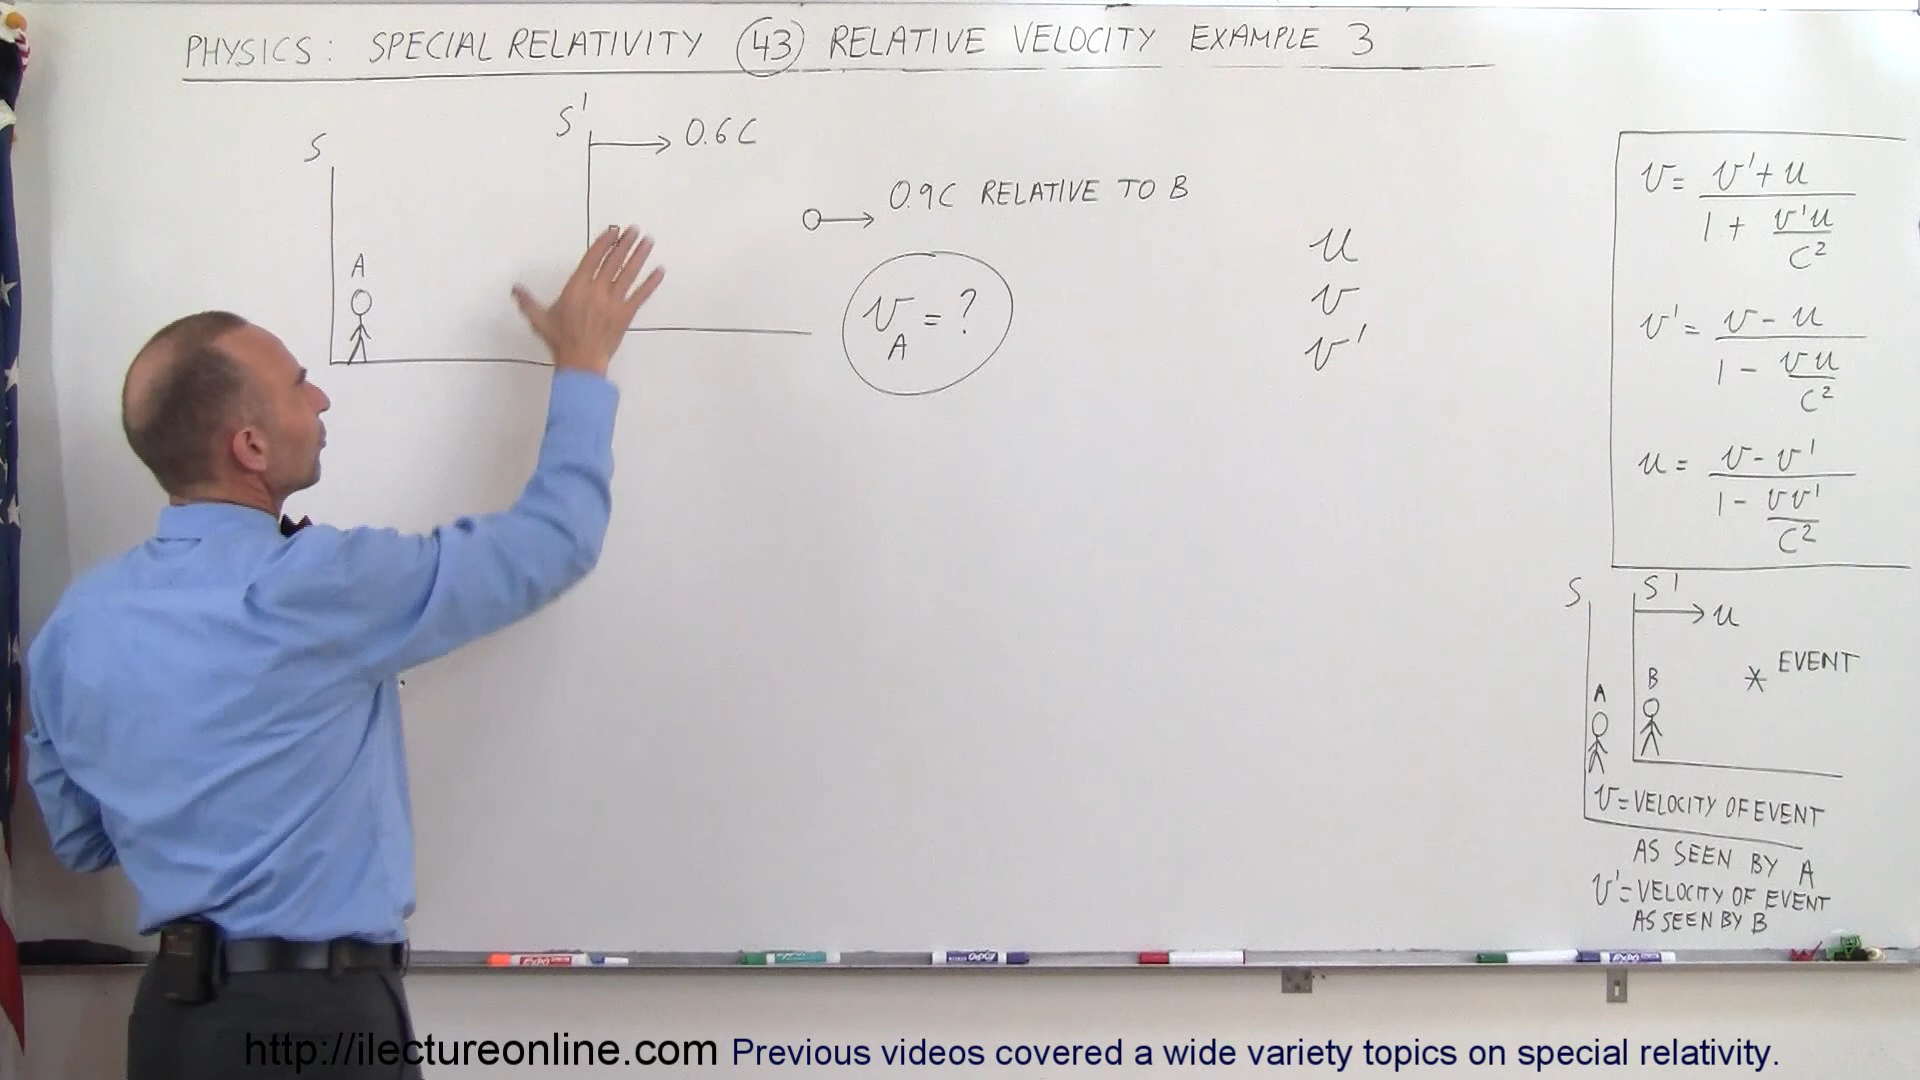 PHYSICS: SPECIAL RELATIVITY 43 RELATIVE VELOCITY EXAMPLE 3
S
S' 0.6C
0.9C RELATIVE TO B
A
v_A = ?
u
v
v'
v = (v' + u) / (1 + v'u/C²)
v' = (v - u) / (1 - vu/C²)
u = (v - v') / (1 - vv'/C²)
S S' u
EVENT
A B
v = VELOCITY OF EVENT
AS SEEN BY A
v' = VELOCITY OF EVENT
AS SEEN BY B
http://ilectureonline.com Previous videos covered a wide variety topics on special relativity.